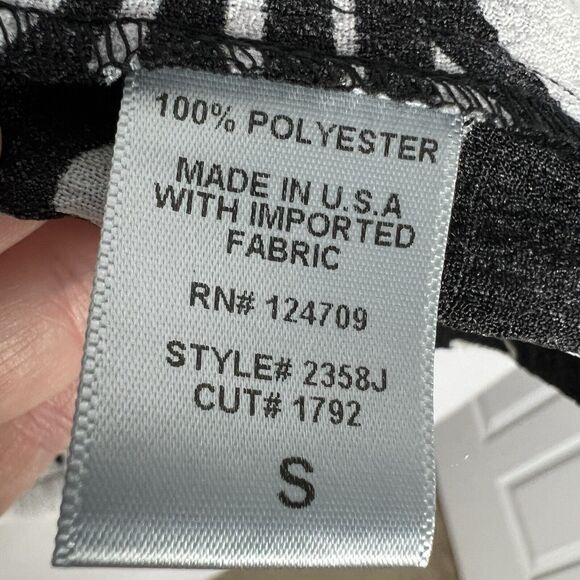 100% POLYESTER
MADE IN U.S.A
WITH IMPORTED
FABRIC
RN# 124709
STYLE# 2358J
CUT# 1792
S